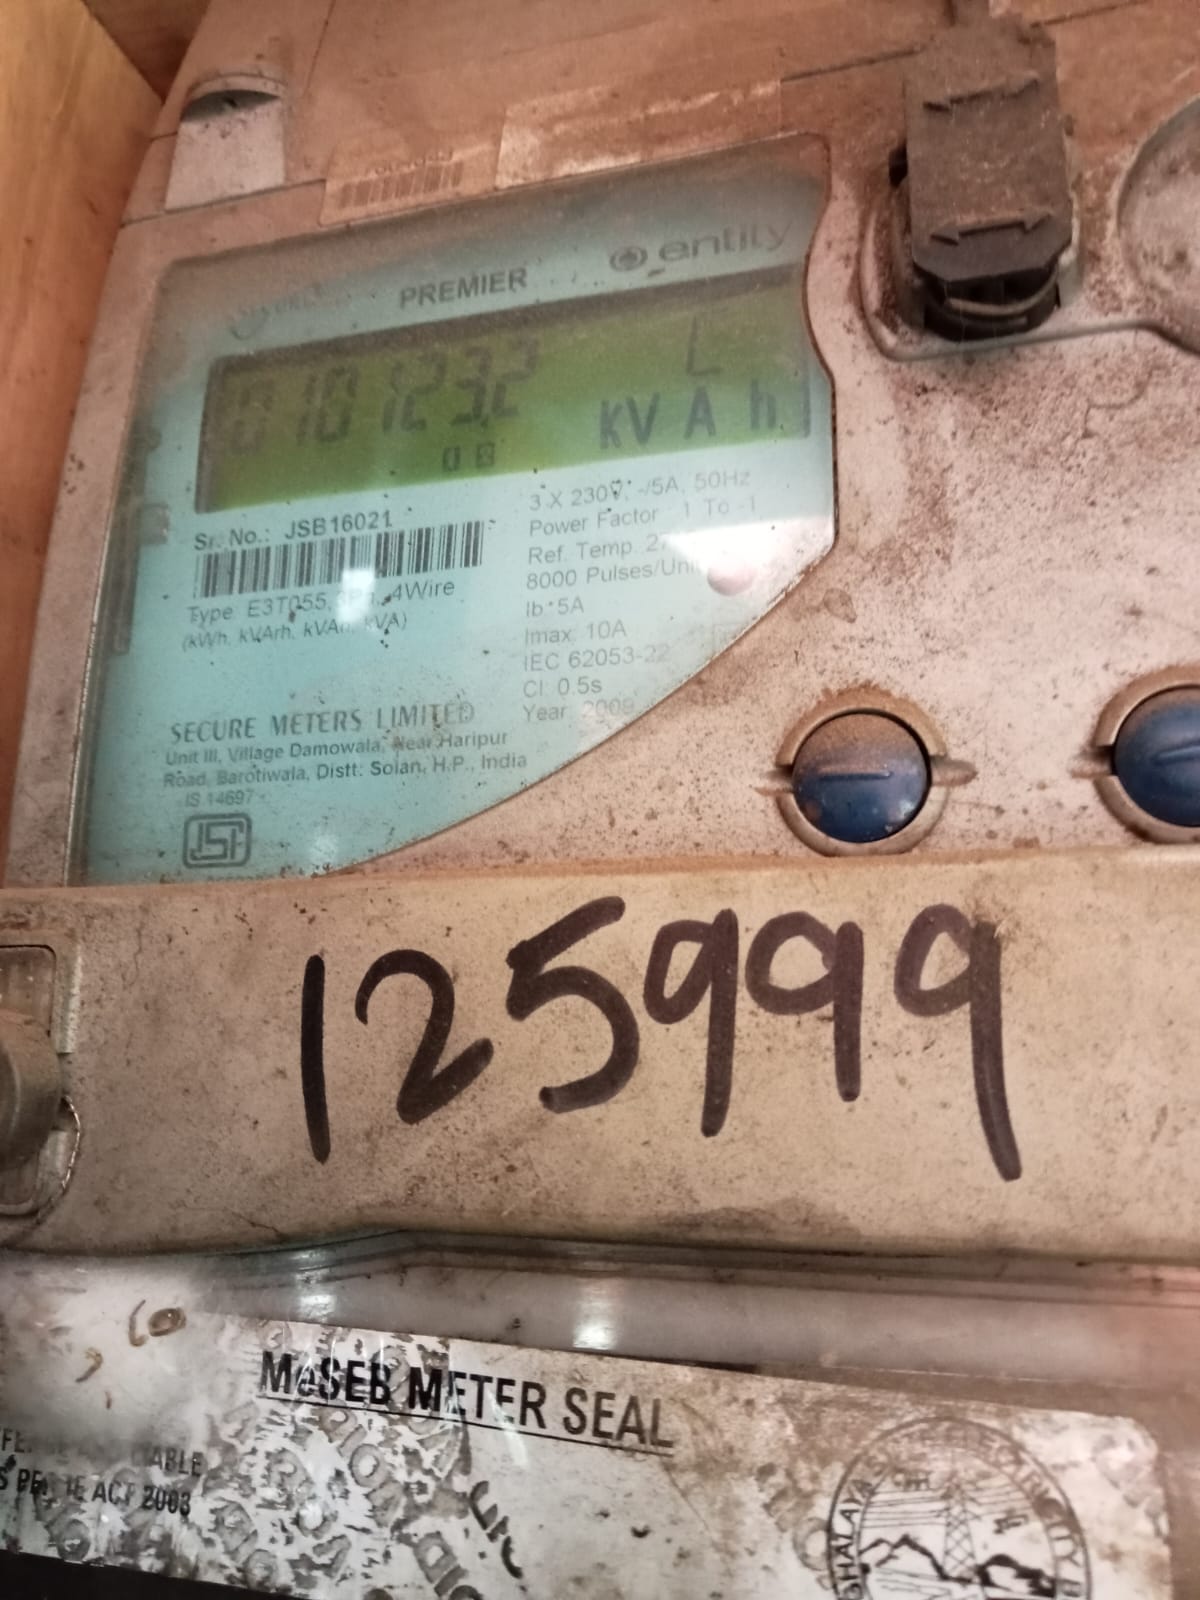 SECURE
PREMIER
entity
010123.2 L
kVAh
08
Sr. No.: JSB16021
Type E3T055, 4Wire
(kWh, kVArh, kVAh, kVA)
3 X 230V, -/5A, 50Hz
Power Factor 1 To -1
Ref. Temp.
8000 Pulses/Unit
Ib: 5A
Imax: 10A
IEC 62053-22
Cl. 0.5s
Year: 2009
SECURE METERS LIMITED
Unit III, Village Damowala, Near Haripur
Road, Barotiwala, Distt: Solan, H.P., India
IS 14697
125999
MeSEB METER SEAL
ACT 2003